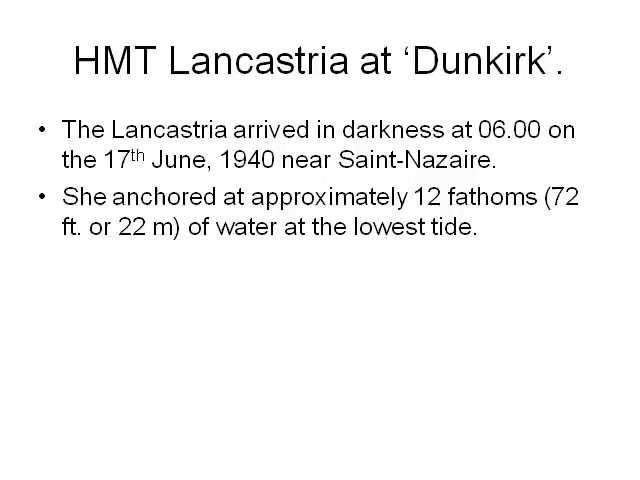 HMT Lancastria at ‘Dunkirk’.
• The Lancastria arrived in darkness at 06.00 on
the 17th June, 1940 near Saint-Nazaire.
• She anchored at approximately 12 fathoms (72
ft. or 22 m) of water at the lowest tide.